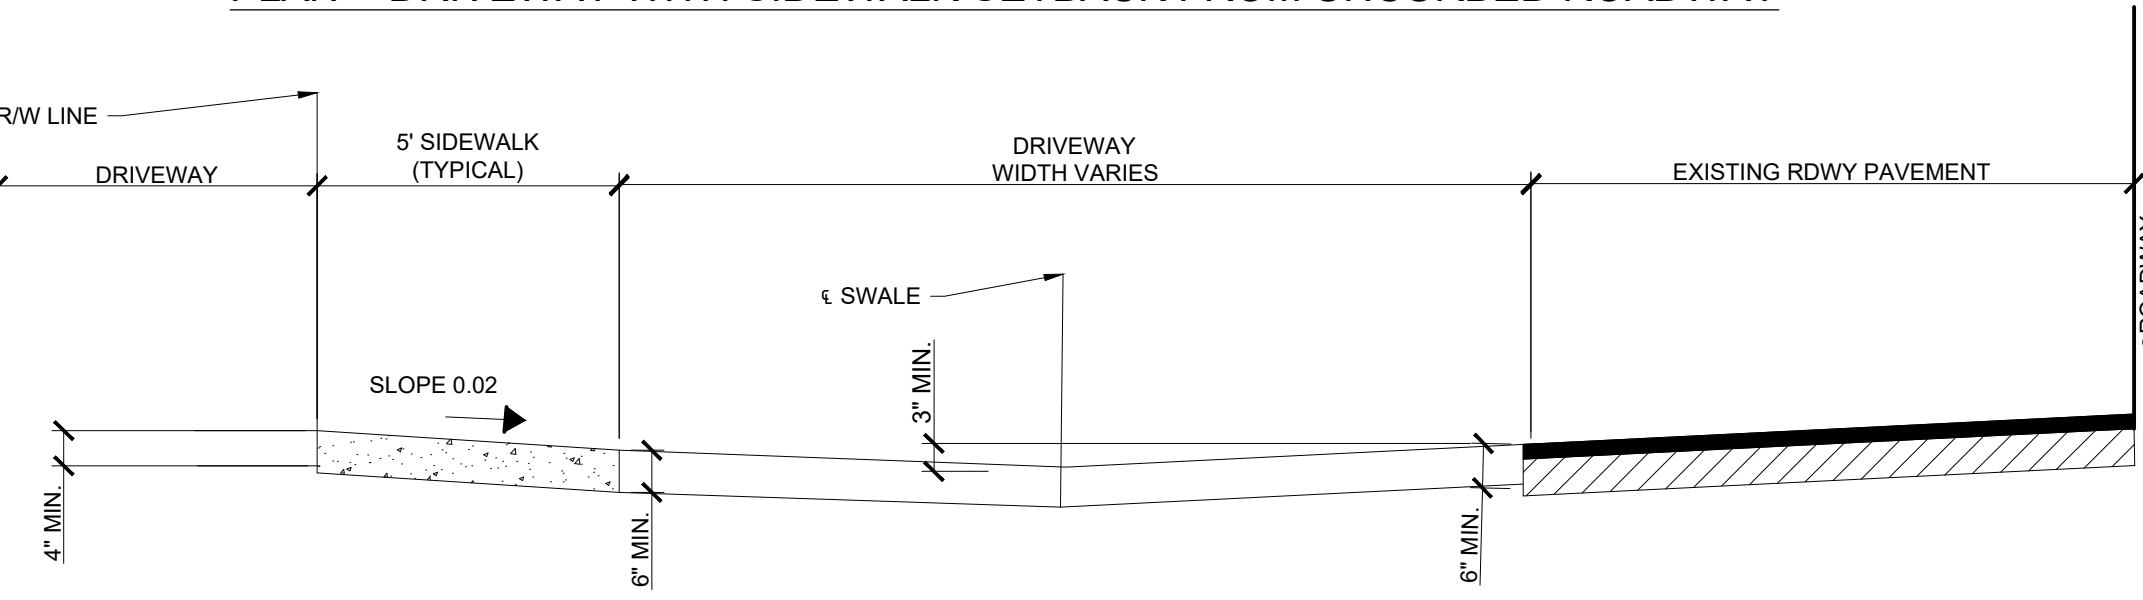 R/W LINE
DRIVEWAY
5' SIDEWALK
(TYPICAL)
DRIVEWAY
WIDTH VARIES
EXISTING RDWY PAVEMENT
℄ SWALE
3" MIN.
SLOPE 0.02
4" MIN.
6" MIN.
6" MIN.